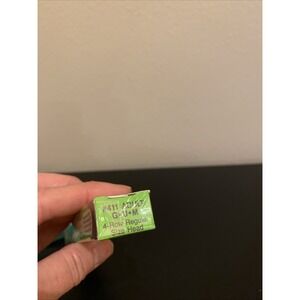 #411 ADULT
G•U•M
4-Row Regular
Size Head